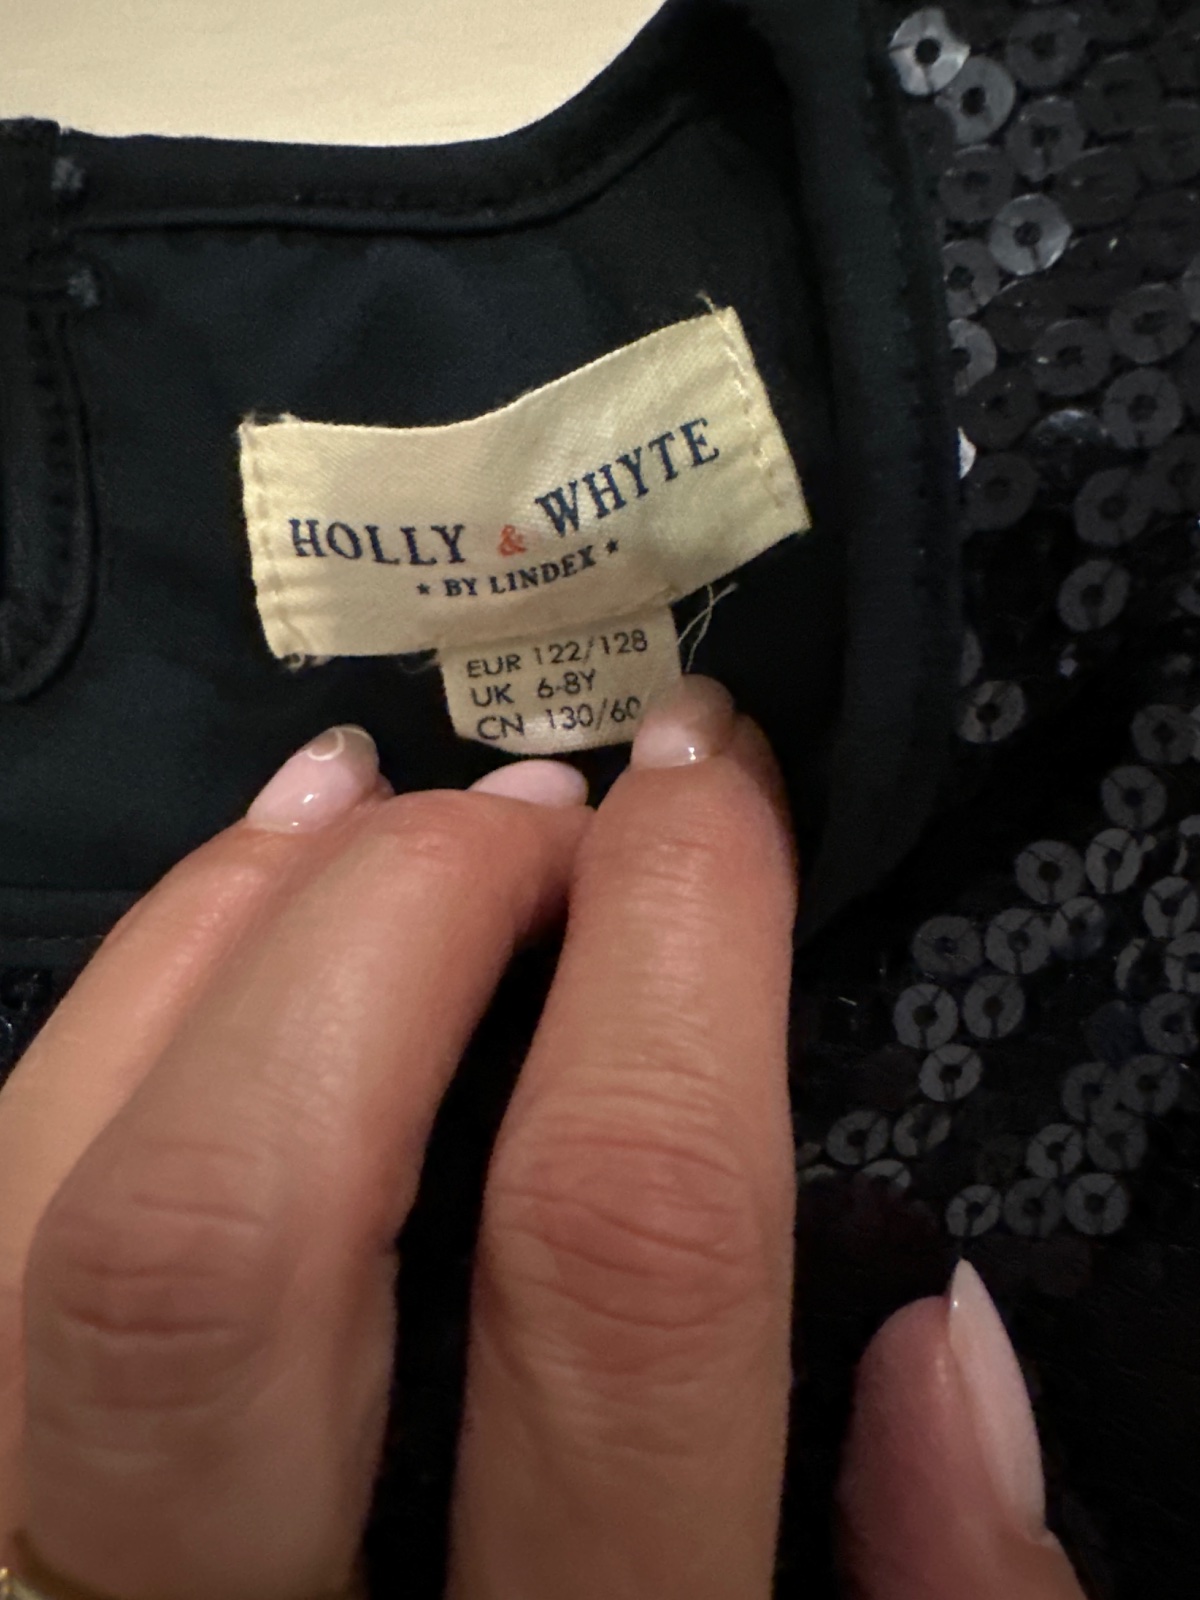 HOLLY & WHYTE
* BY LINDEX *
EUR 122/128
UK 6-8Y
CN 130/60